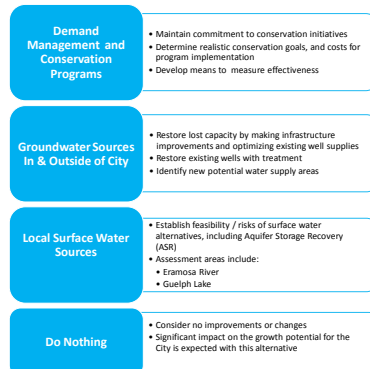 Demand
Management and
Conservation
Programs
• Maintain commitment to conservation initiatives
• Determine realistic conservation goals, and costs for
program implementation
• Develop means to measure effectiveness
Groundwater Sources
In & Outside of City
• Restore lost capacity by making infrastructure
improvements and optimizing existing well supplies
• Restore existing wells with treatment
• Identify new potential water supply areas
Local Surface Water
Sources
• Establish feasibility / risks of surface water
alternatives, including Aquifer Storage Recovery
(ASR)
• Assessment areas include:
• Eramosa River
• Guelph Lake
Do Nothing
• Consider no improvements or changes
• Significant impact on the growth potential for the
City is expected with this alternative